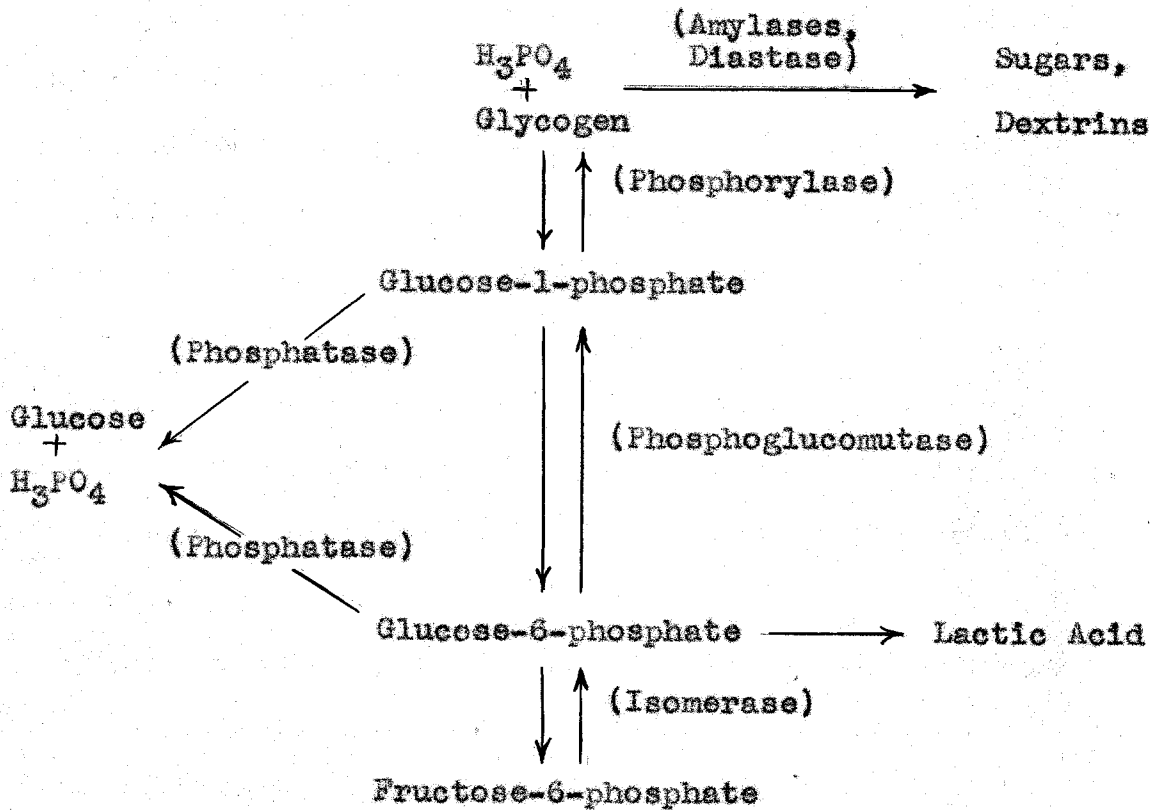 (Amylases,
H3PO4 Diastase) Sugars,
+
Glycogen Dextrins
(Phosphorylase)
Glucose-1-phosphate
(Phosphatase)
Glucose
+ (Phosphoglucomutase)
H3PO4
(Phosphatase)
Glucose-6-phosphate Lactic Acid
(Isomerase)
Fructose-6-phosphate